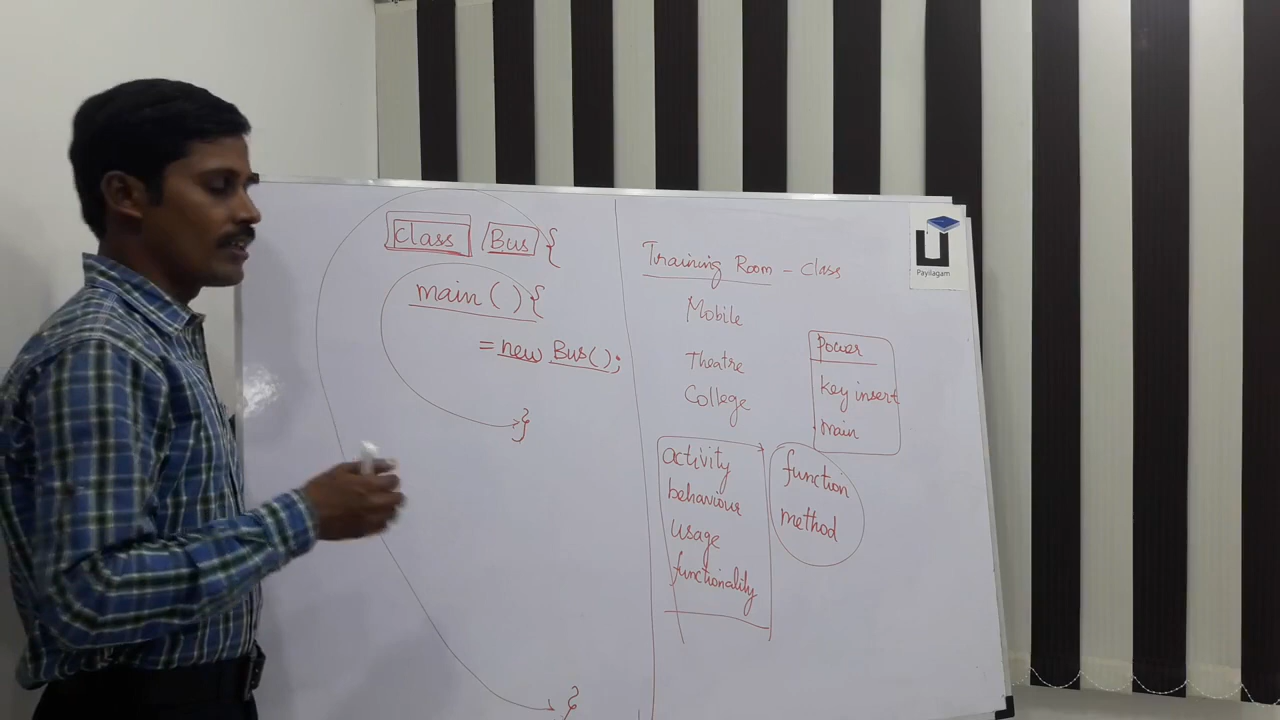 class Bus {
main ( ) {
= new Bus ( ) ;
}
}
Training Room - Class
Mobile
Theatre
College
activity
behaviour
usage
functionality
Power
key insert
main
function
method
Payilagam